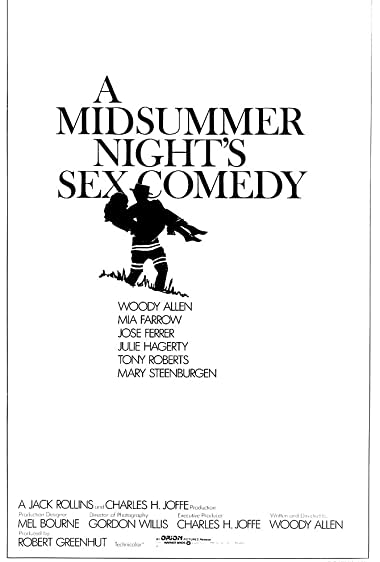 A
MIDSUMMER
NIGHT'S
SEX COMEDY
WOODY ALLEN
MIA FARROW
JOSE FERRER
JULIE HAGERTY
TONY ROBERTS
MARY STEENBURGEN
A JACK ROLLINS and CHARLES H. JOFFE Production
Production Designer Director of Photography Executive Producer Written and Directed by
MEL BOURNE GORDON WILLIS CHARLES H. JOFFE WOODY ALLEN
Produced by
ROBERT GREENHUT Technicolor® ORION PICTURES